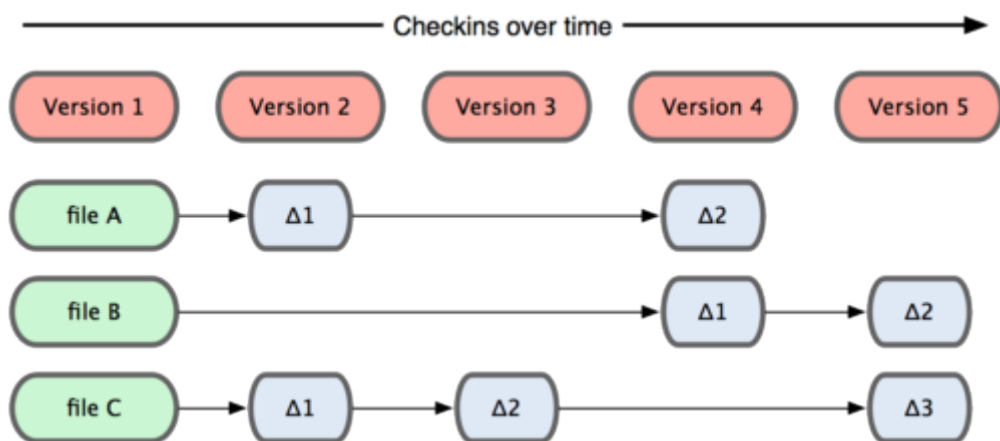 Checkins over time
Version 1 Version 2 Version 3 Version 4 Version 5
file A Δ1 Δ2
file B Δ1 Δ2
file C Δ1 Δ2 Δ3